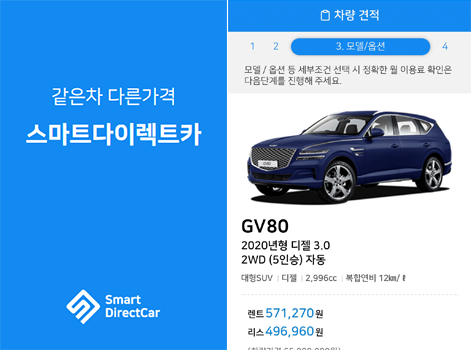 같은차 다른가격
스마트다이렉트카
Smart
DirectCar
차량 견적
1 2 3. 모델/옵션 4
모델 / 옵션 등 세부조건 선택 시 정확한 월 이용료 확인은
다음단계를 진행해 주세요.
GV80
2020년형 디젤 3.0
2WD (5인승) 자동
대형SUV | 디젤 | 2,996cc | 복합연비 12㎞/ℓ
렌트 571,270원
리스 496,960원